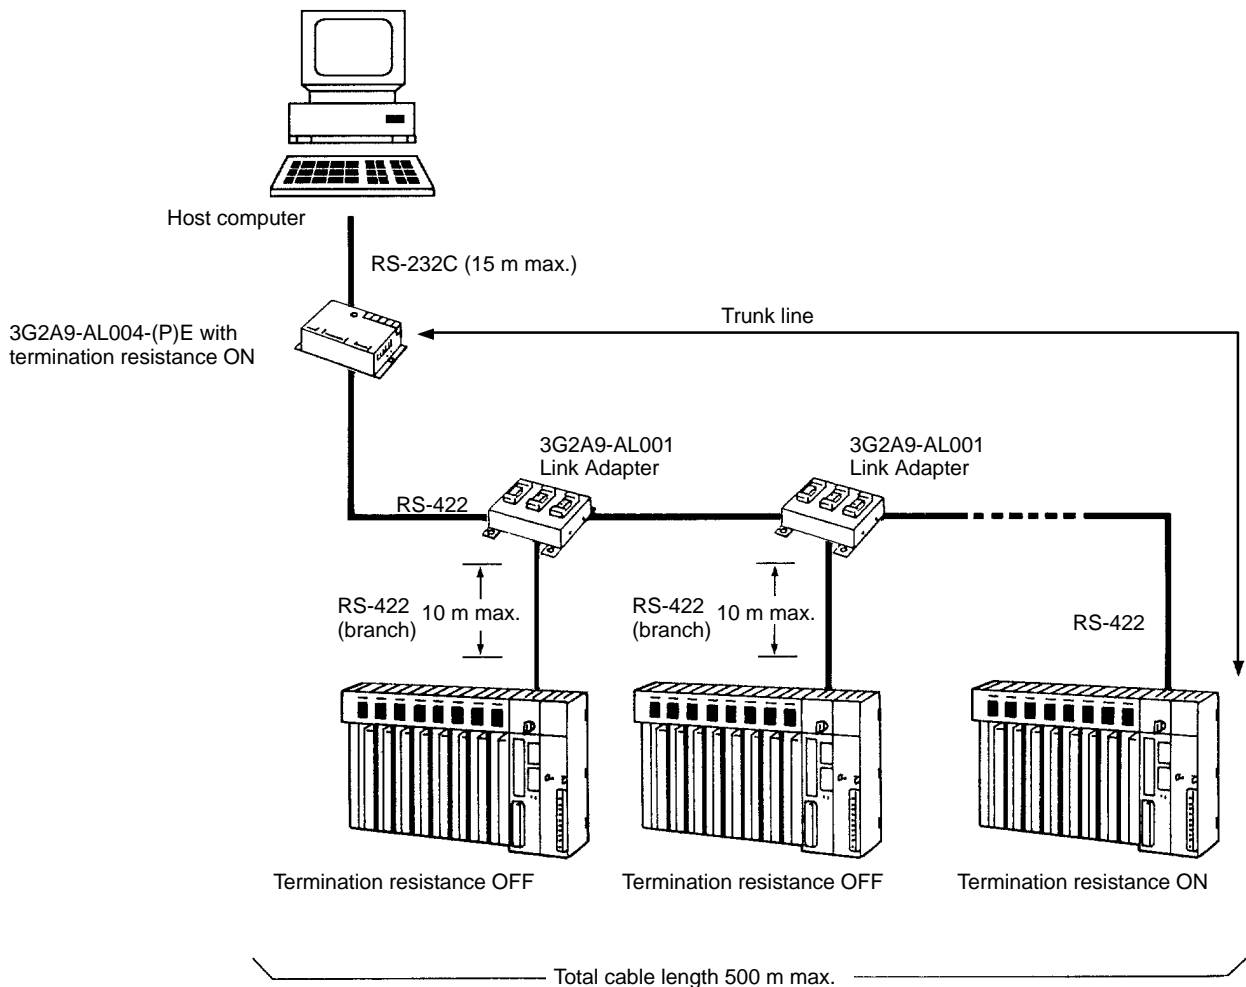 Host computer
RS-232C (15 m max.)
3G2A9-AL004-(P)E with
termination resistance ON
Trunk line
3G2A9-AL001
Link Adapter
3G2A9-AL001
Link Adapter
RS-422
RS-422
(branch)
10 m max.
RS-422
(branch)
10 m max.
RS-422
Termination resistance OFF
Termination resistance OFF
Termination resistance ON
Total cable length 500 m max.